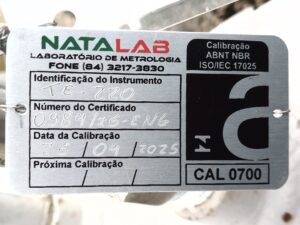 NATALAB
LABORATÓRIO DE METROLOGIA
FONE (84) 3217-3830
Identificação do Instrumento
TE-220
Número do Certificado
0989/25-ENG
Data da Calibração
/ 04 / 2025
Próxima Calibração
/ /
Calibração
ABNT NBR
ISO/IEC 17025
CAL 0700